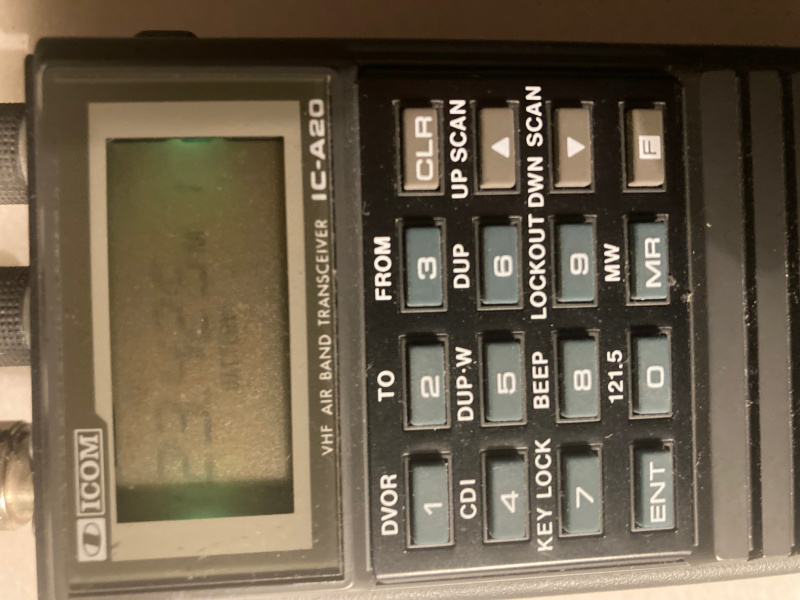 ICOM
VHF AIR BAND TRANSCEIVER IC-A20
DVOR TO FROM
1 2 3 CLR
CDI DUP·W DUP UP SCAN
4 5 6 ▲
KEY LOCK BEEP LOCKOUT DWN SCAN
7 8 9 ▼
121.5 MW
ENT 0 MR F